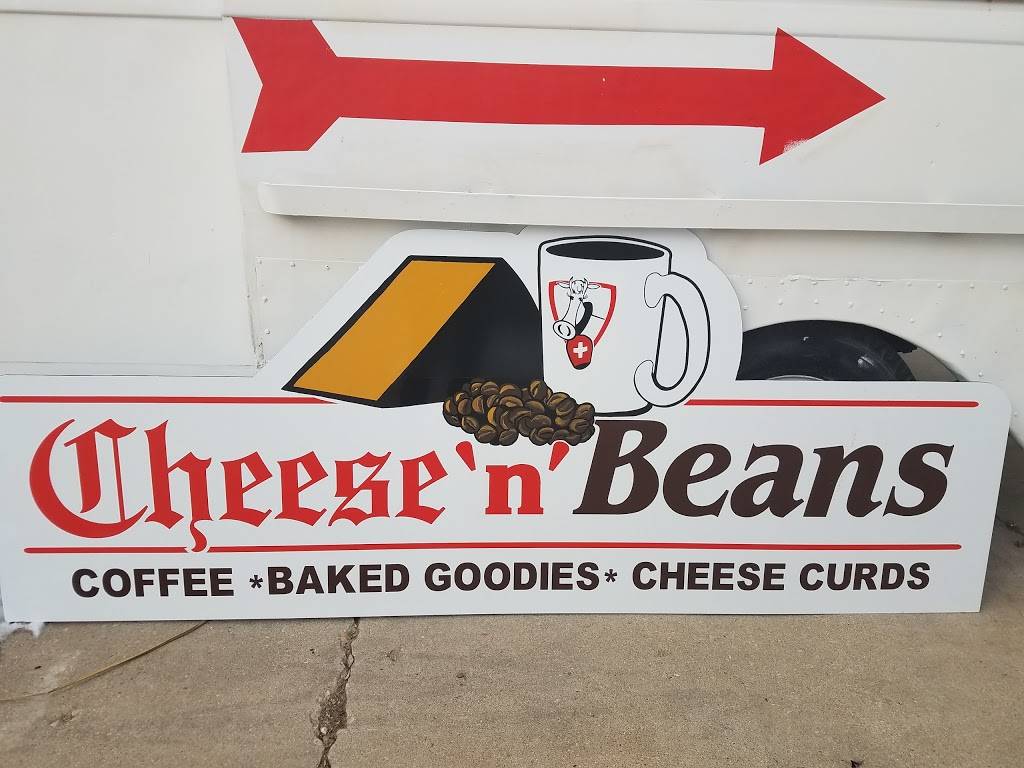 Cheese 'n' Beans
COFFEE *BAKED GOODIES* CHEESE CURDS